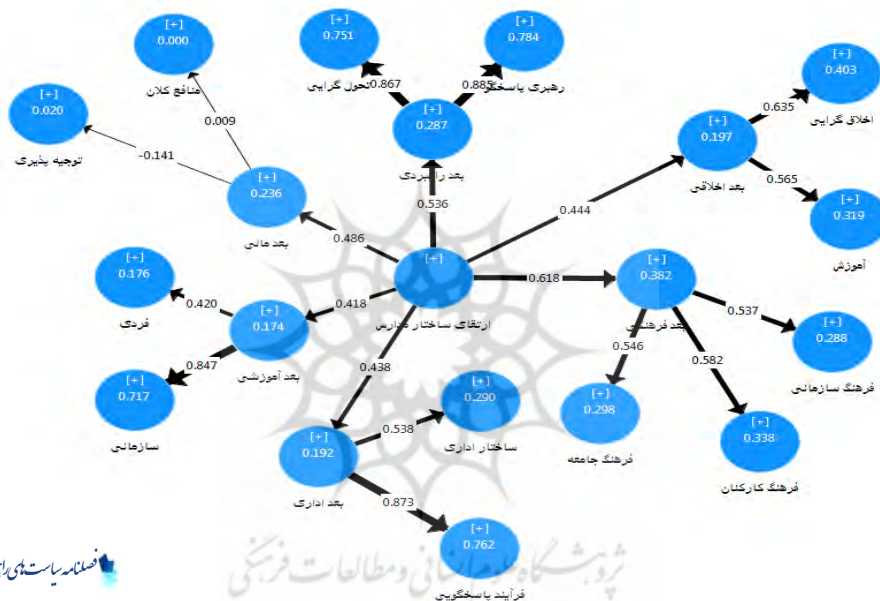 [+]
0.751
تحول گرایی
[+]
0.784
رهبری پاسخگو
[+]
0.000
منافع کلان
[+]
0.020
توجیه پذیری
[+]
0.403
اخلاق گرایی
0.867
0.885
[+]
0.287
بعد راهبردی
0.009
-0.141
[+]
0.236
بعد مانی
0.635
[+]
0.197
بعد اخلاقی
0.565
[+]
0.319
آموزش
0.536
0.444
0.486
[+]
ارتقای ساختار مدارس
0.618
[+]
0.382
بعد فرهنگی
[+]
0.176
فردی
0.420
0.418
[+]
0.174
بعد آموزشی
0.847
[+]
0.717
سازمانی
0.438
0.537
[+]
0.288
فرهنگ سازمانی
0.546
0.582
[+]
0.298
فرهنگ جامعه
[+]
0.338
فرهنگ کارکنان
[+]
0.290
ساختار اداری
0.538
[+]
0.192
بعد اداری
0.873
[+]
0.762
فرآیند پاسخگویی
پژوهشگاه علوم انسانی و مطالعات فرهنگی
فصلنامه سیاست های